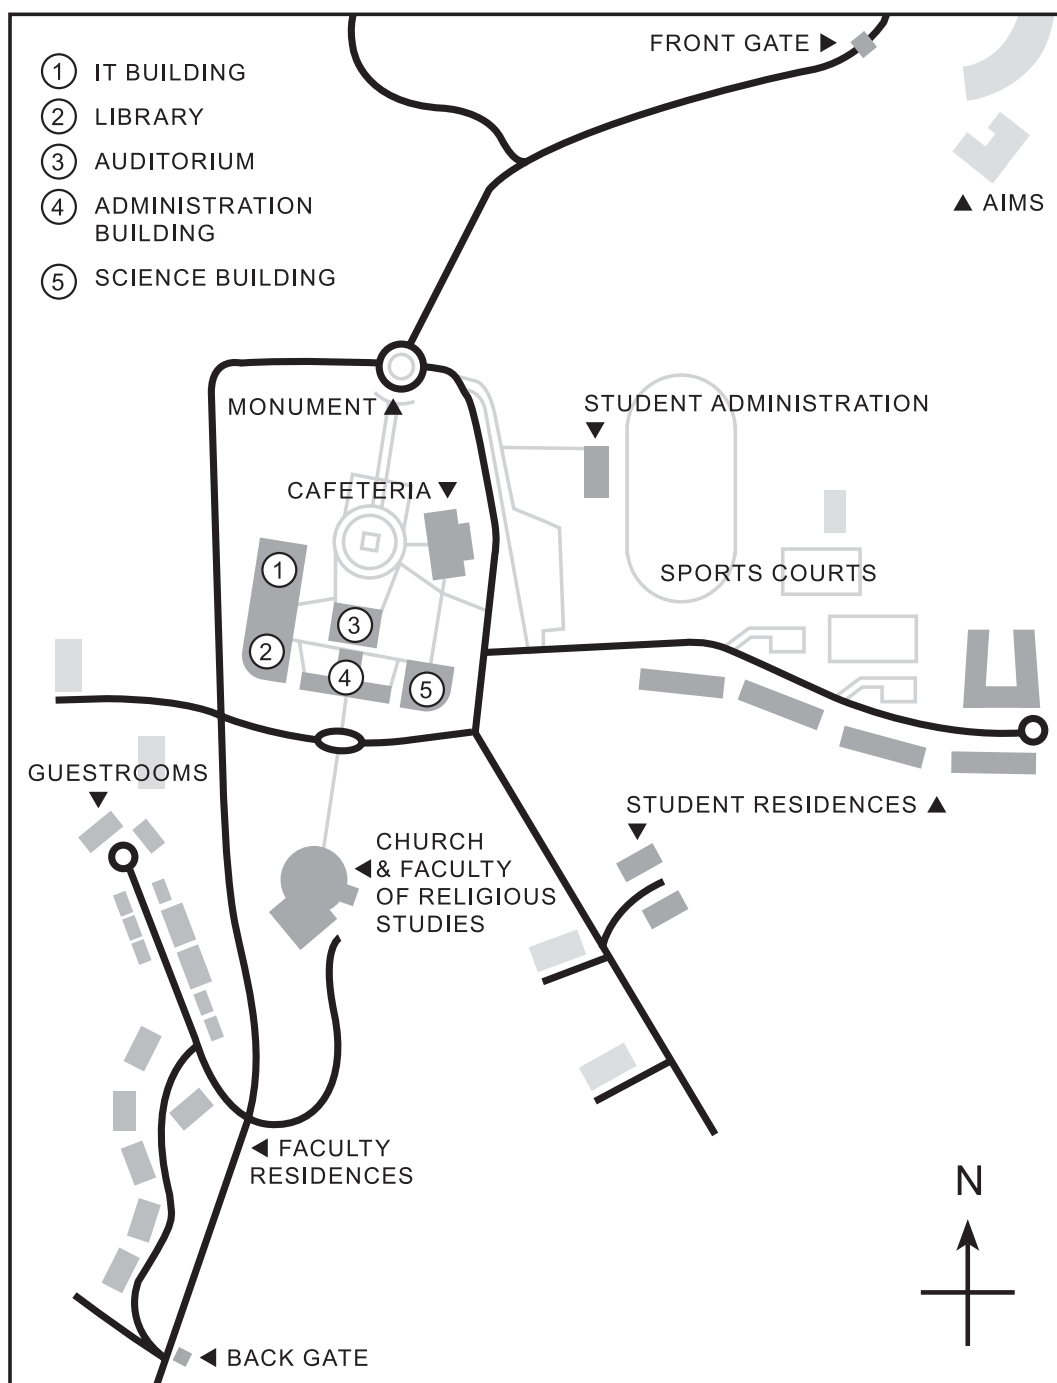 FRONT GATE ►
① IT BUILDING
② LIBRARY
③ AUDITORIUM
④ ADMINISTRATION
BUILDING
⑤ SCIENCE BUILDING
▲ AIMS
MONUMENT ▲
STUDENT ADMINISTRATION
▼
CAFETERIA ▼
SPORTS COURTS
1
2
3
4
5
GUESTROOMS
▼
STUDENT RESIDENCES ▲
▼
CHURCH
◄ & FACULTY
OF RELIGIOUS
STUDIES
◄ FACULTY
RESIDENCES
N
◄ BACK GATE